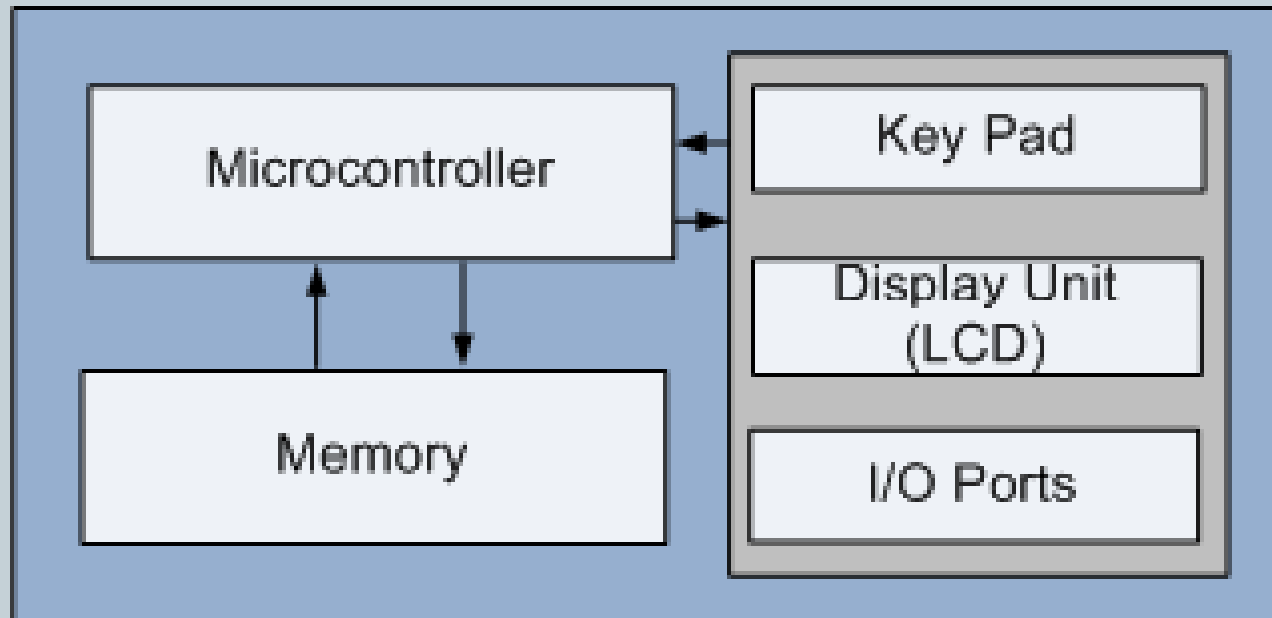 Microcontroller
Key Pad
Display Unit
(LCD)
Memory
I/O Ports